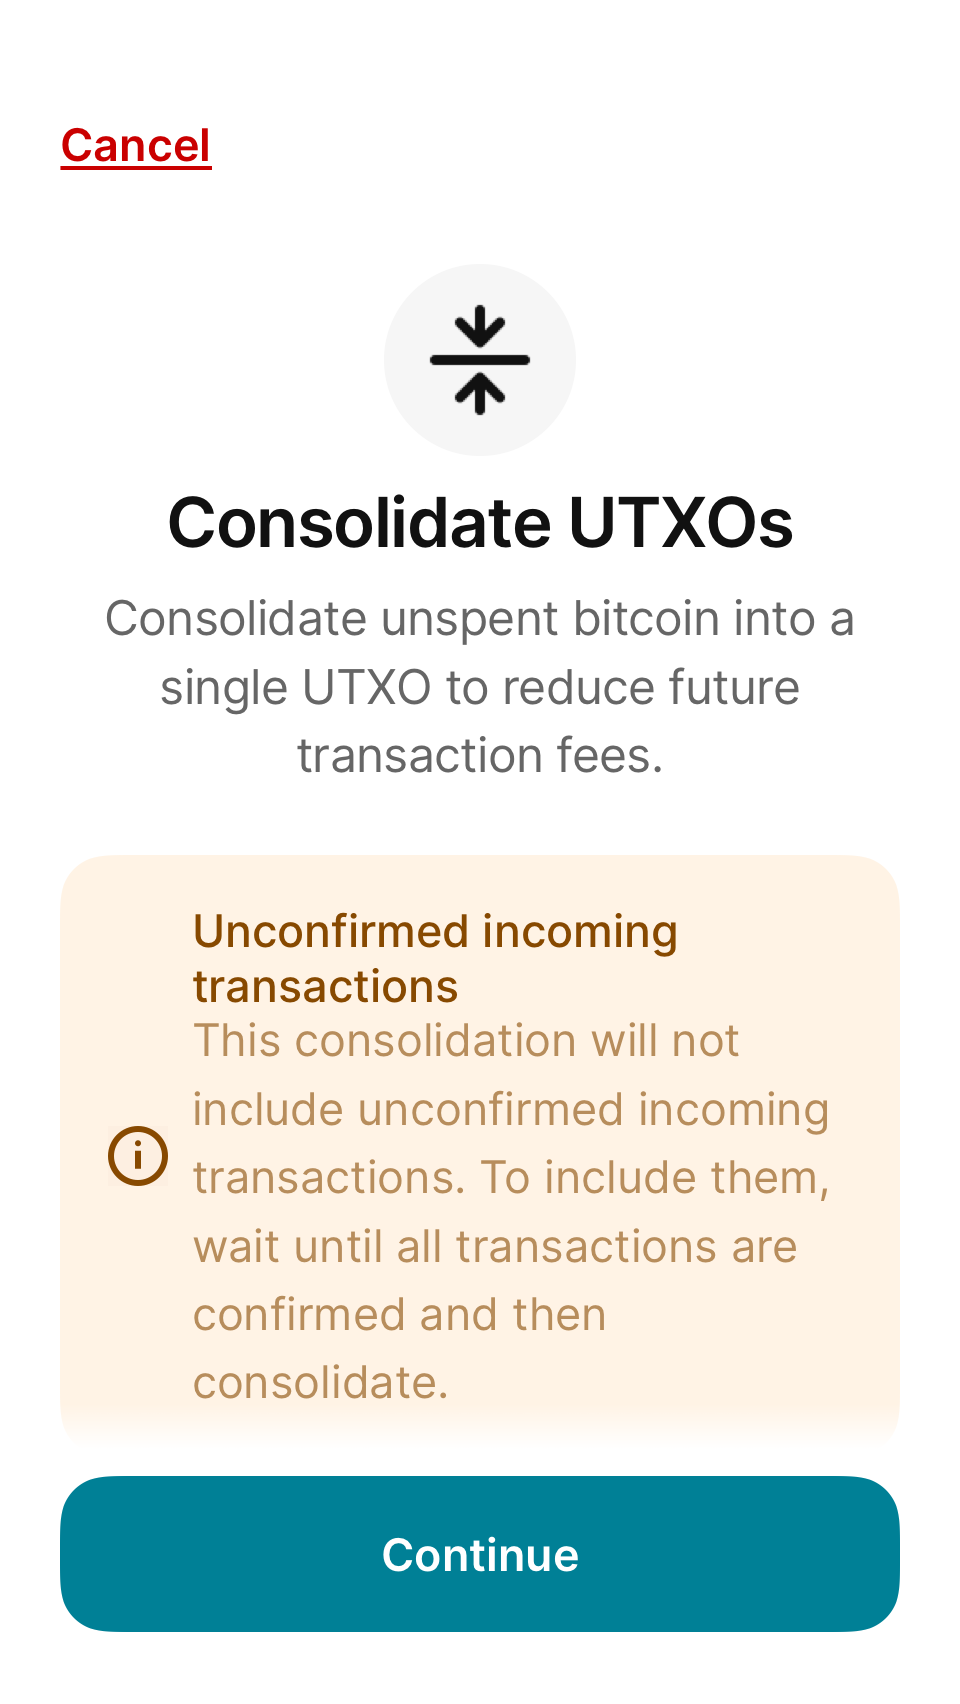 Cancel
Consolidate UTXOs
Consolidate unspent bitcoin into a
single UTXO to reduce future
transaction fees.
Unconfirmed incoming
transactions
This consolidation will not
include unconfirmed incoming
transactions. To include them,
wait until all transactions are
confirmed and then
consolidate.
Continue